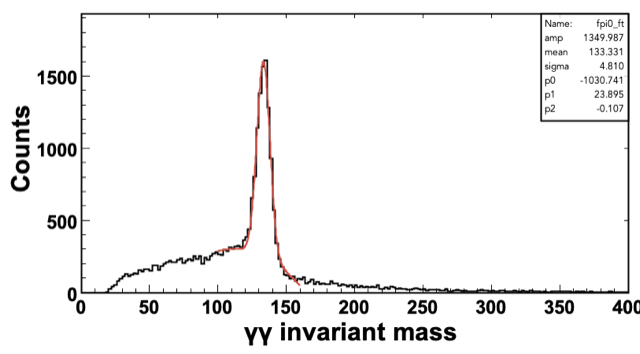 Name: fpi0_ft
amp 1349.987
mean 133.331
sigma 4.810
p0 -1030.741
p1 23.895
p2 -0.107
Counts
1500
1000
500
0
0 50 100 150 200 250 300 350 400
γγ invariant mass